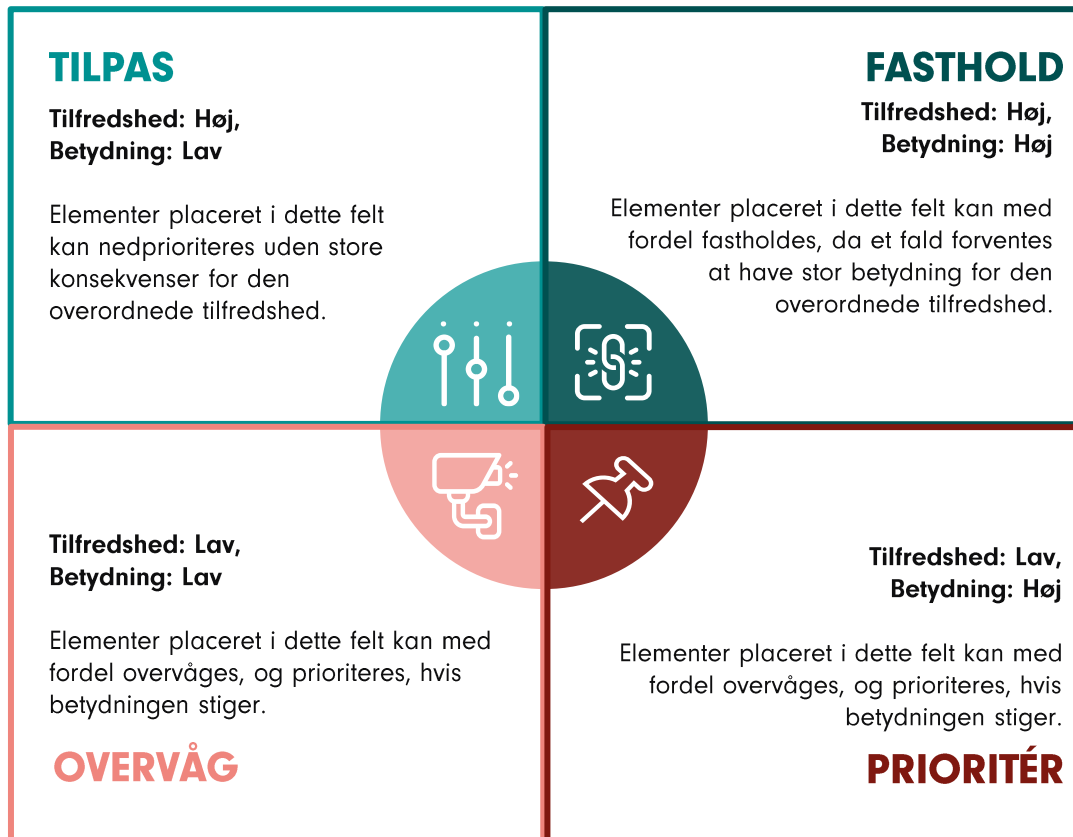 TILPAS
Tilfredshed: Høj,
Betydning: Lav
Elementer placeret i dette felt
kan nedprioriteres uden store
konsekvenser for den
overordnede tilfredshed.
FASTHOLD
Tilfredshed: Høj,
Betydning: Høj
Elementer placeret i dette felt kan med
fordel fastholdes, da et fald forventes
at have stor betydning for den
overordnede tilfredshed.
Tilfredshed: Lav,
Betydning: Lav
Elementer placeret i dette felt kan med
fordel overvåges, og prioriteres, hvis
betydningen stiger.
OVERVÅG
Tilfredshed: Lav,
Betydning: Høj
Elementer placeret i dette felt kan med
fordel overvåges, og prioriteres, hvis
betydningen stiger.
PRIORITÉR